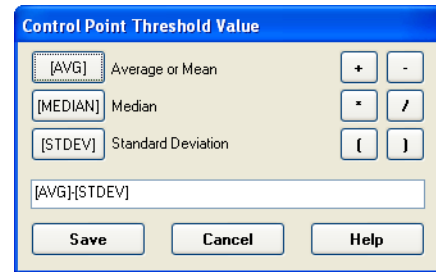 Control Point Threshold Value
[AVG] Average or Mean + -
[MEDIAN] Median * /
[STDEV] Standard Deviation ( )
[AVG]-[STDEV]
Save Cancel Help